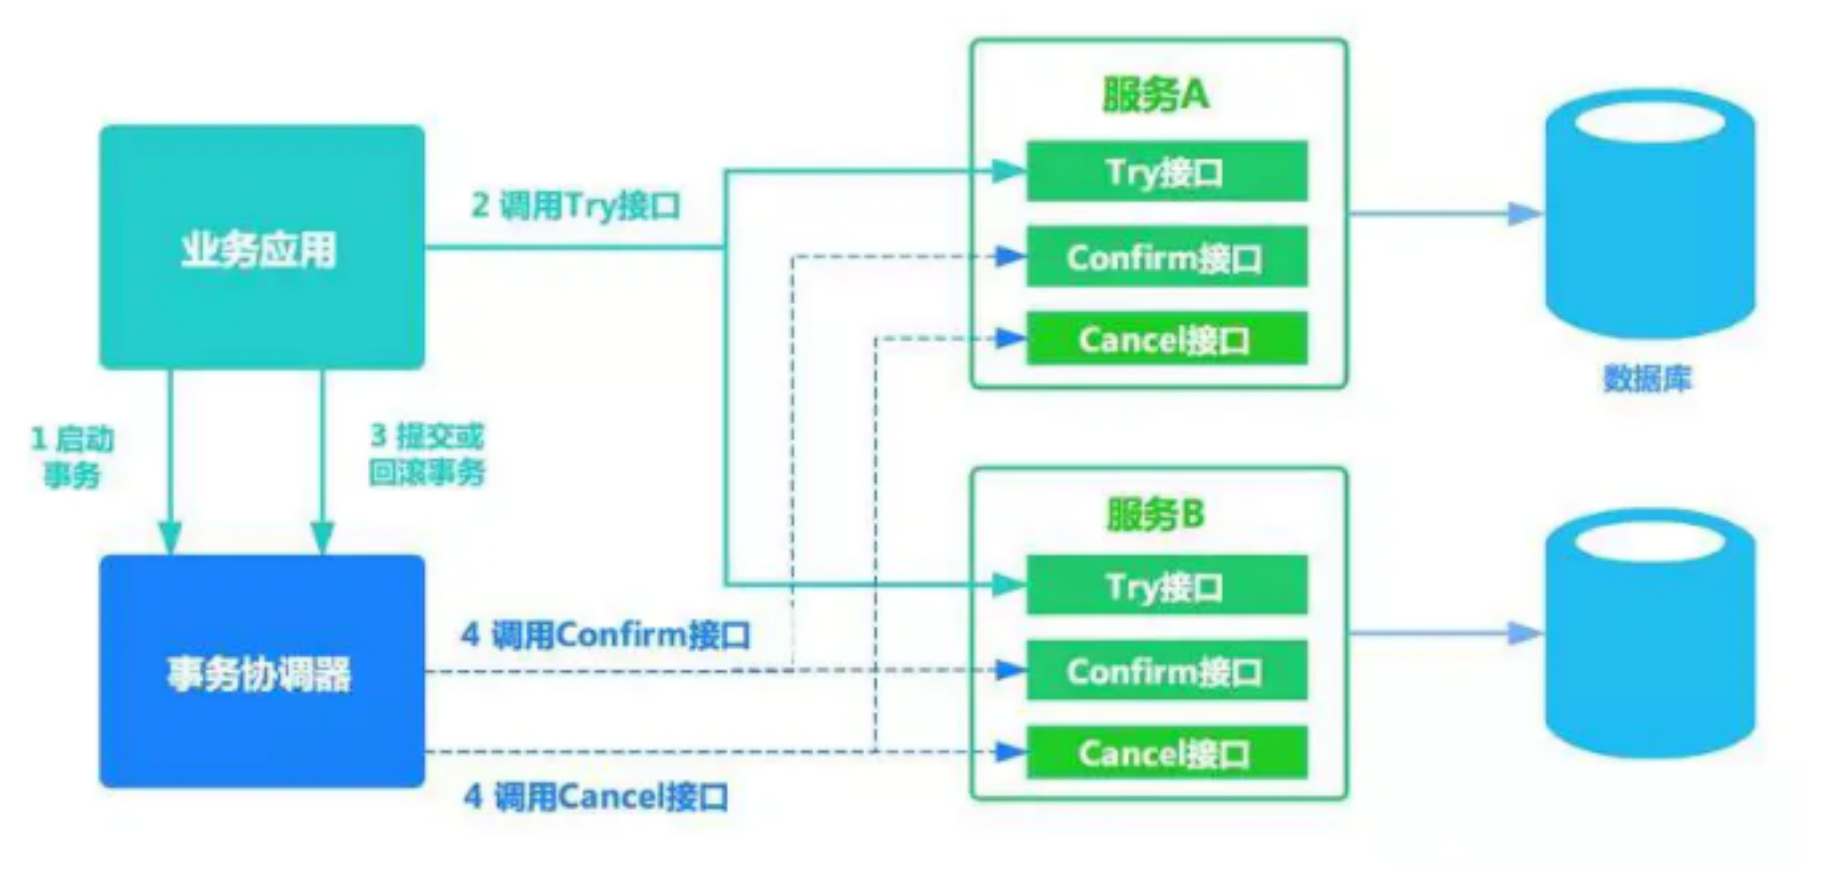 服务A
Try接口
Confirm接口
Cancel接口
数据库
业务应用
2 调用Try接口
1 启动
事务
3 提交或
回滚事务
事务协调器
4 调用Confirm接口
4 调用Cancel接口
服务B
Try接口
Confirm接口
Cancel接口